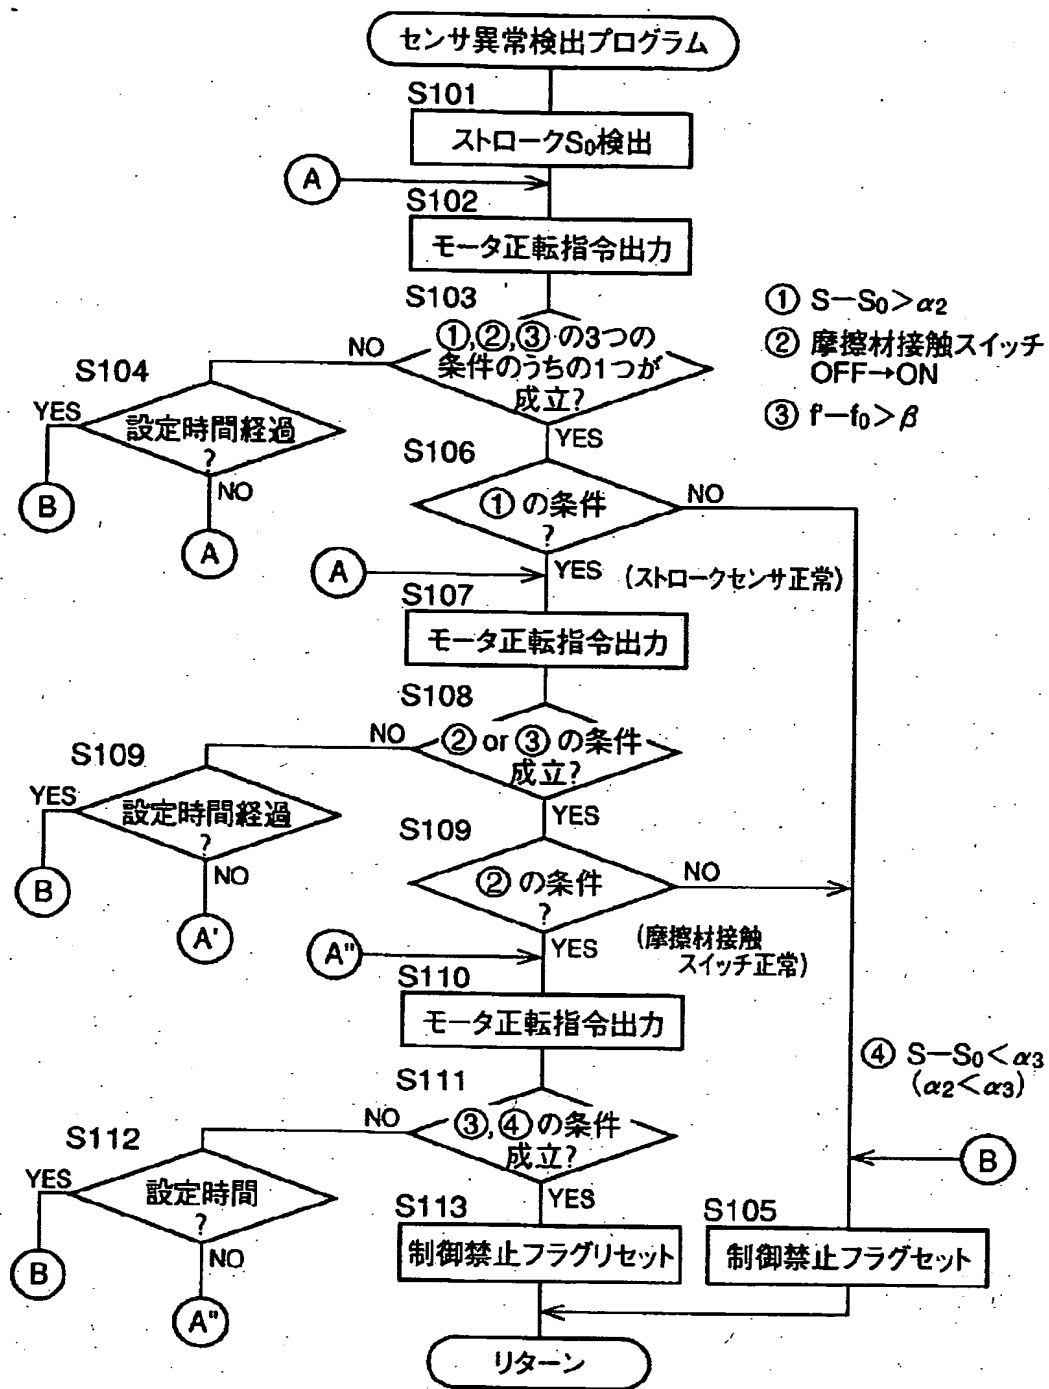 センサ異常検出プログラム
S101
ストロークS₀検出
A
S102
モータ正転指令出力
S103
①,②,③の3つの
条件のうちの1つが
成立?
NO
YES
① S−S₀>α₂
② 摩擦材接触スイッチ
OFF→ON
③ f'−f₀>β
S104
設定時間経過
?
YES
B
NO
A
S106
①の条件
?
NO
YES
(ストロークセンサ正常)
A
S107
モータ正転指令出力
S108
② or ③の条件
成立?
NO
YES
S109
設定時間経過
?
YES
B
NO
A'
S109
②の条件
?
NO
YES
(摩擦材接触
スイッチ正常)
A"
S110
モータ正転指令出力
④ S−S₀<α₃
(α₂<α₃)
S111
③,④の条件
成立?
NO
YES
S112
設定時間
?
YES
B
NO
A"
B
S113
制御禁止フラグリセット
S105
制御禁止フラグセット
リターン